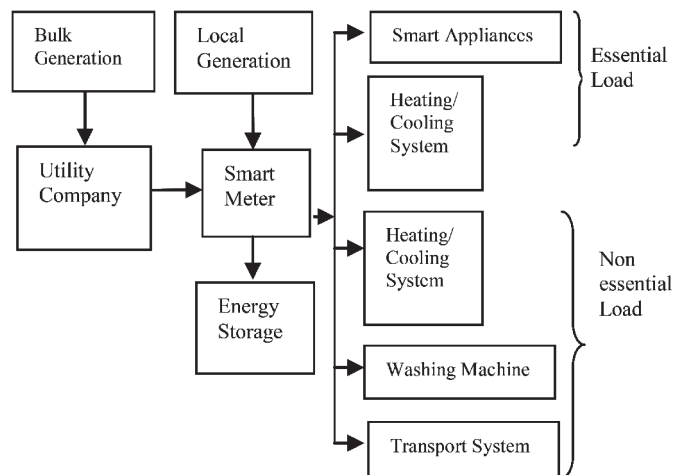 Bulk
Generation
Local
Generation
Smart Appliances
Essential
Load
Heating/
Cooling
System
Utility
Company
Smart
Meter
Heating/
Cooling
System
Non
essential
Load
Energy
Storage
Washing Machine
Transport System